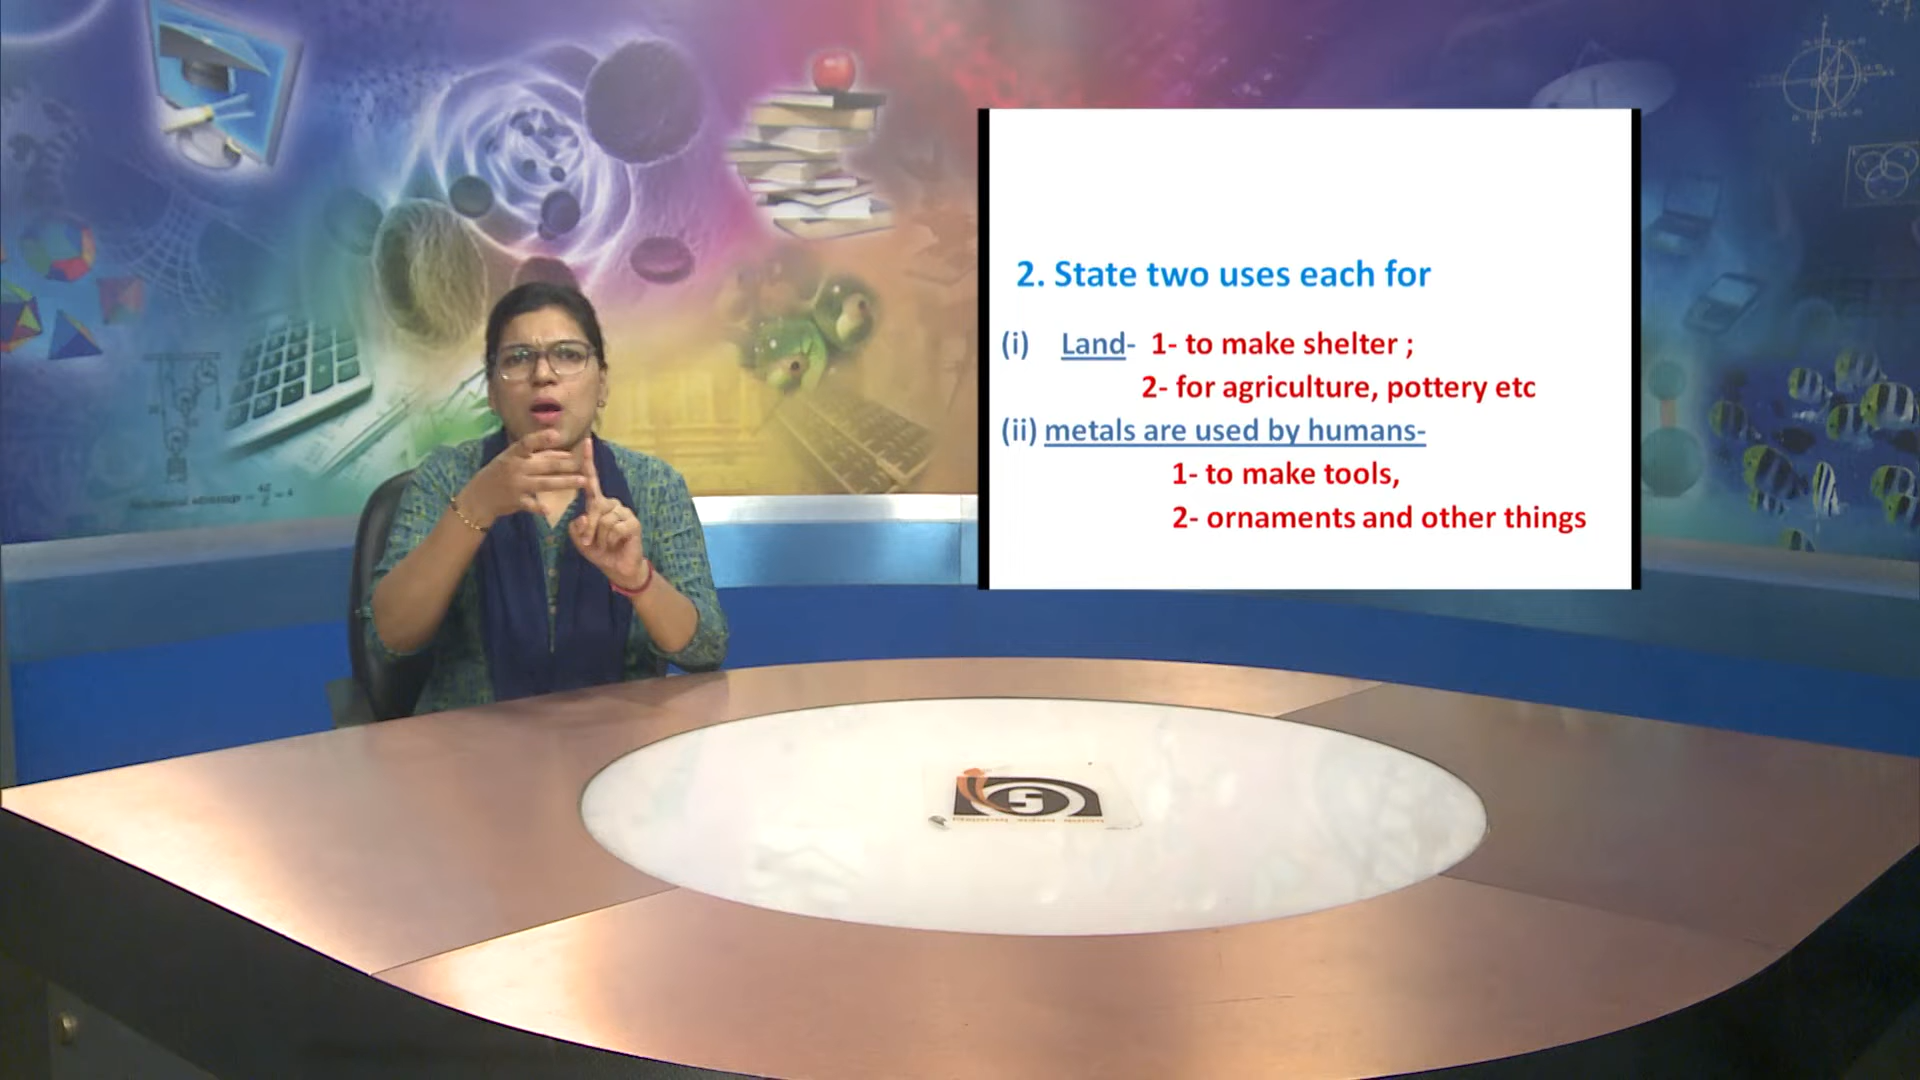 2. State two uses each for
(i) Land- 1- to make shelter ;
2- for agriculture, pottery etc
(ii) metals are used by humans-
1- to make tools,
2- ornaments and other things